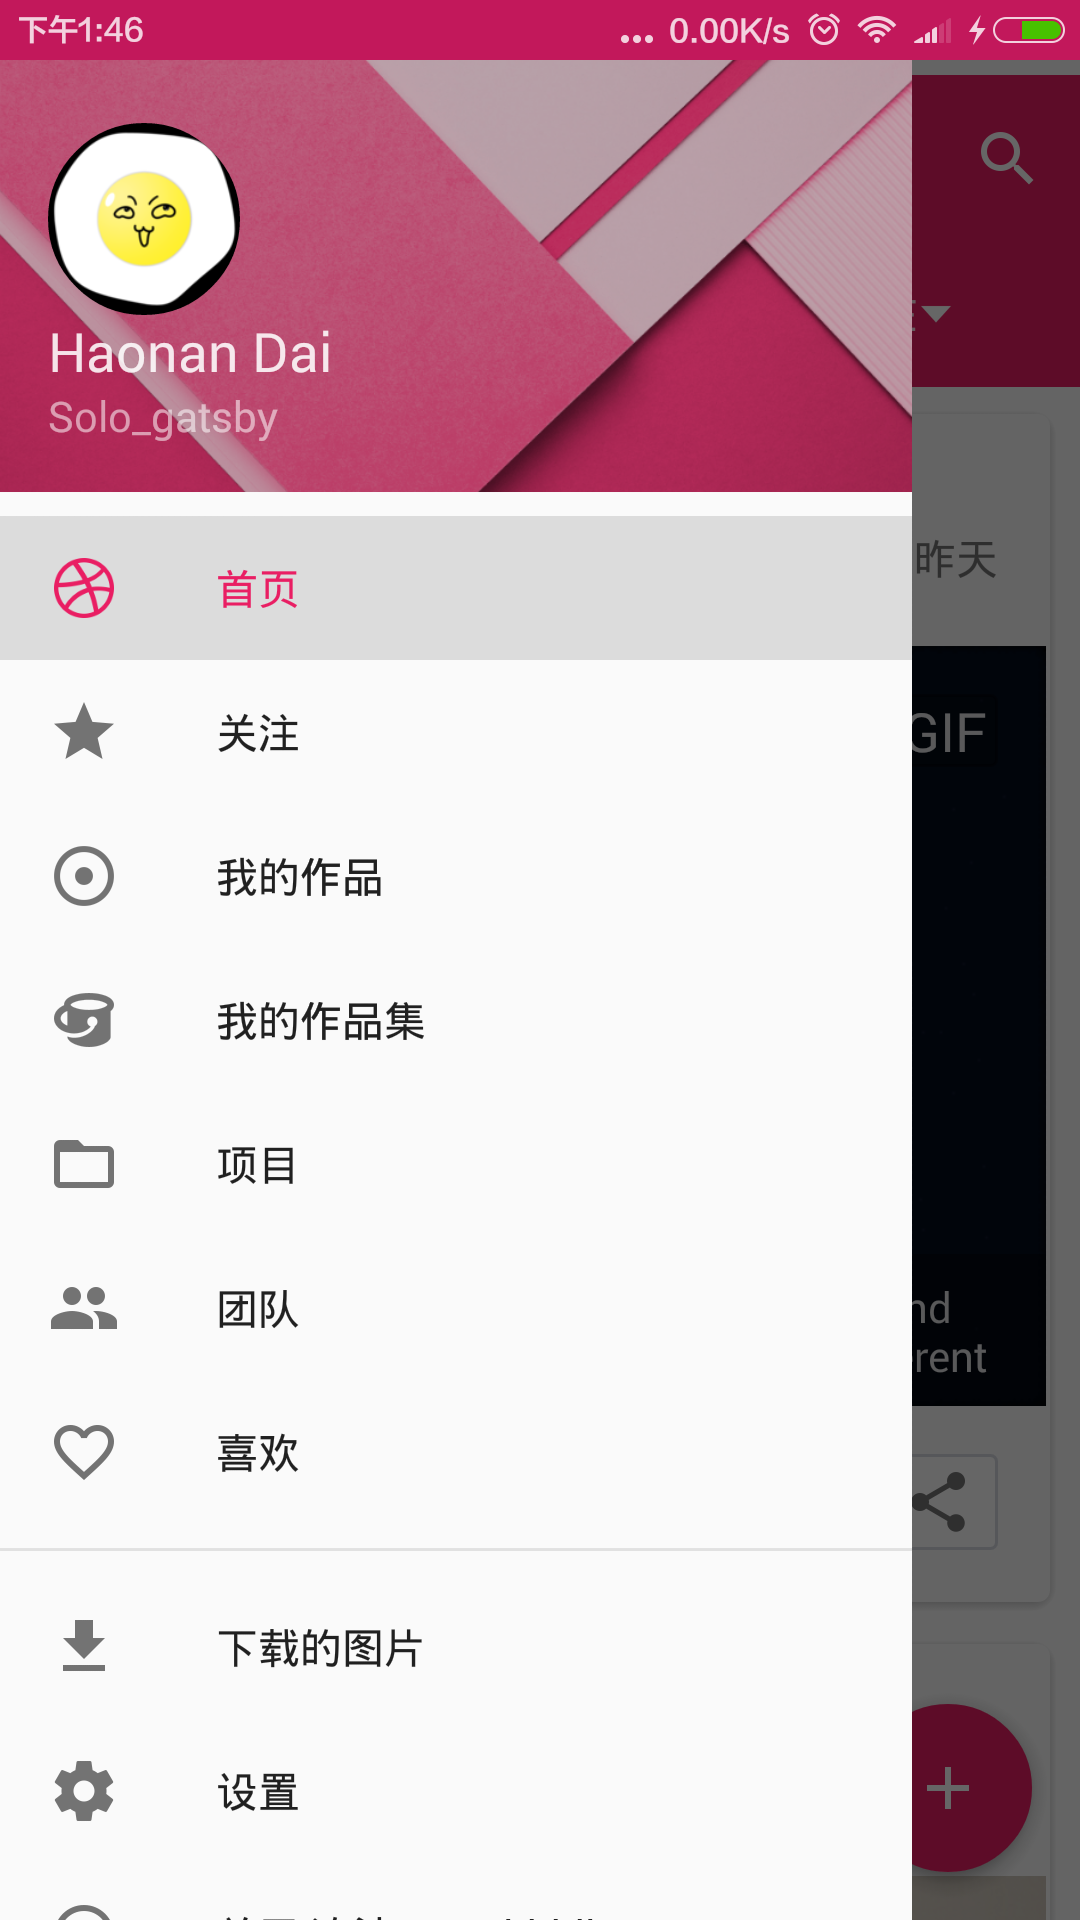 下午1:46
... 0.00K/s
Haonan Dai
Solo_gatsby
首页
昨天
关注
GIF
我的作品
我的作品集
项目
团队
nd
rent
喜欢
下载的图片
设置